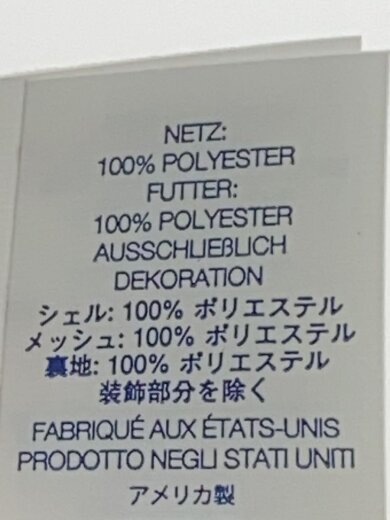 NETZ:
100% POLYESTER
FUTTER:
100% POLYESTER
AUSSCHLIEßLICH
DEKORATION
シェル: 100% ポリエステル
メッシュ: 100% ポリエステル
裏地: 100% ポリエステル
装飾部分を除く
FABRIQUÉ AUX ÉTATS-UNIS
PRODOTTO NEGLI STATI UNITI
アメリカ製